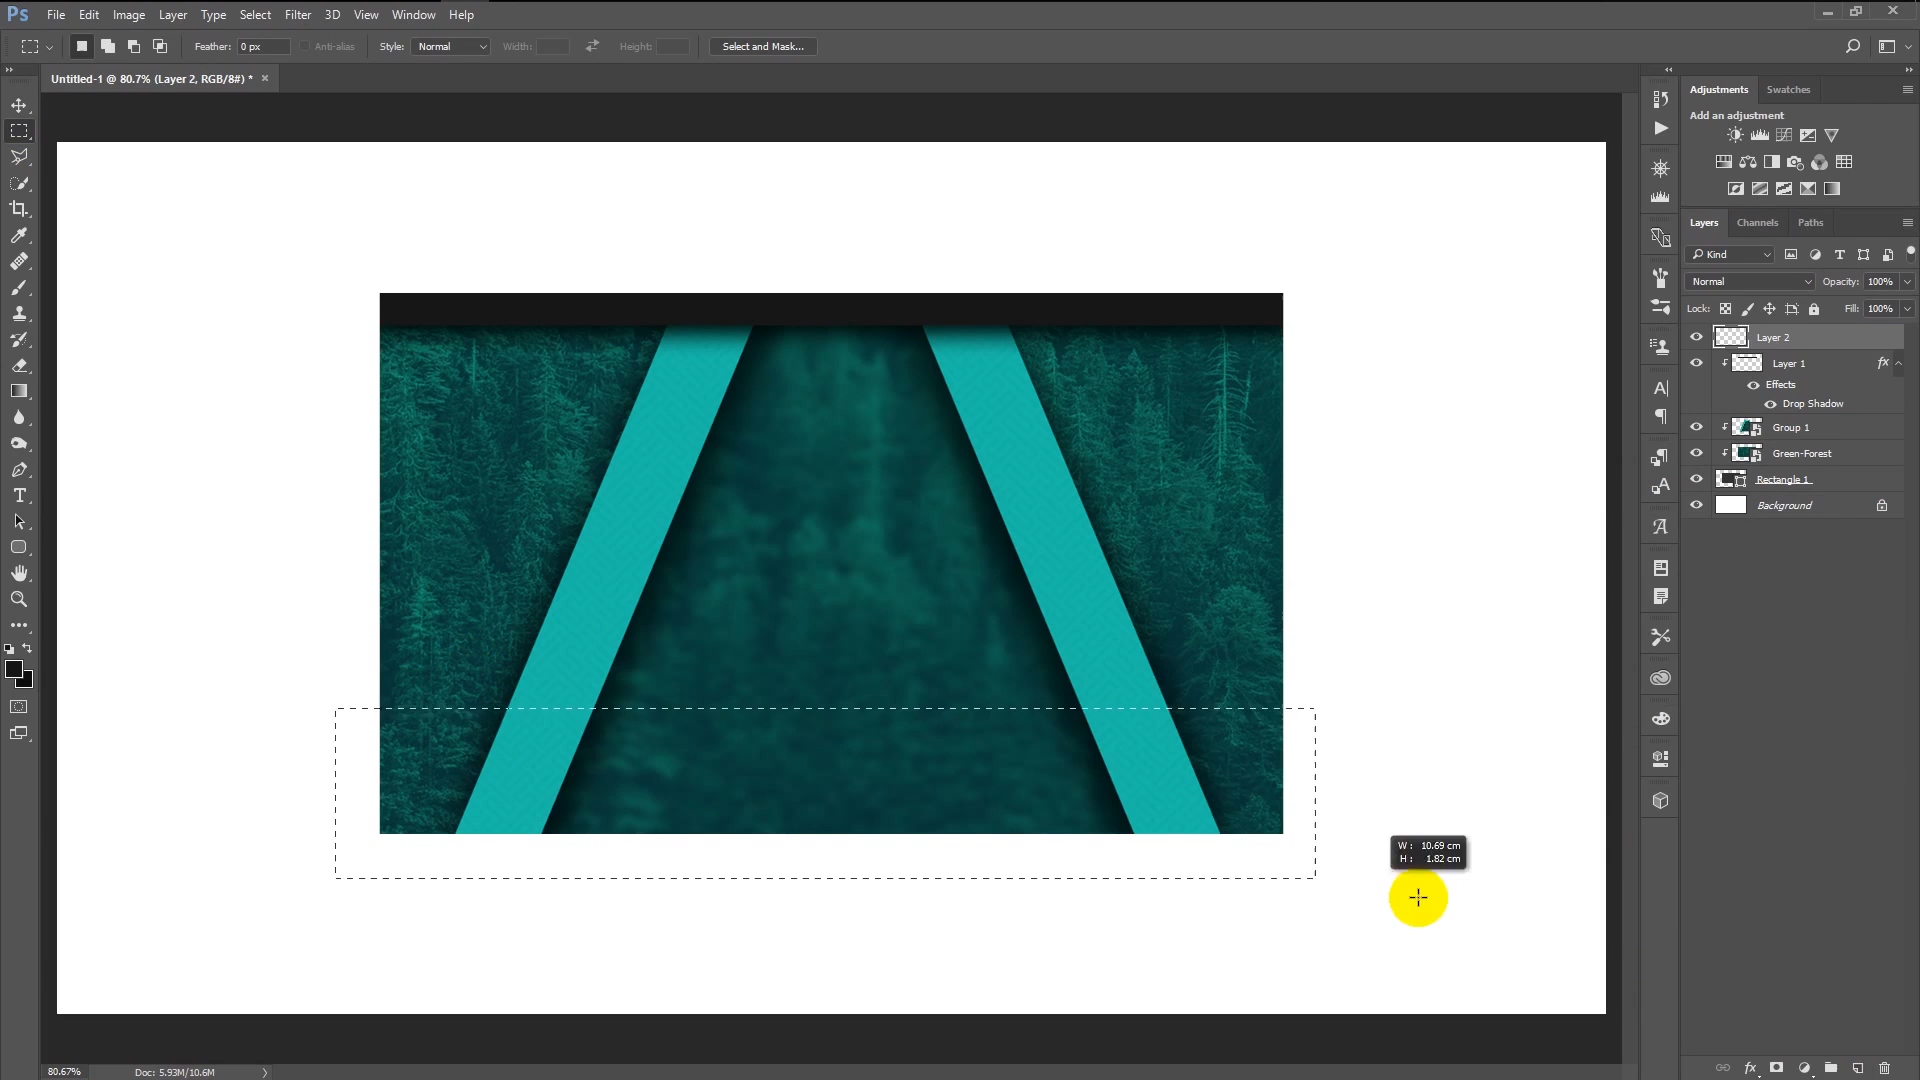 Ps File Edit Image Layer Type Select Filter 3D View Window Help
Feather: 0 px Anti-alias Style: Normal Width: Height: Select and Mask...
Untitled-1 @ 80.7% (Layer 2, RGB/8#) * ×
Adjustments Swatches
Add an adjustment
Layers Channels Paths
Kind
Normal Opacity: 100%
Lock: Fill: 100%
Layer 2
Layer 1 fx
Effects
Drop Shadow
Group 1
Green-Forest
Rectangle 1
Background
W : 10.69 cm
H : 1.82 cm
80.67% Doc: 5.93M/10.6M